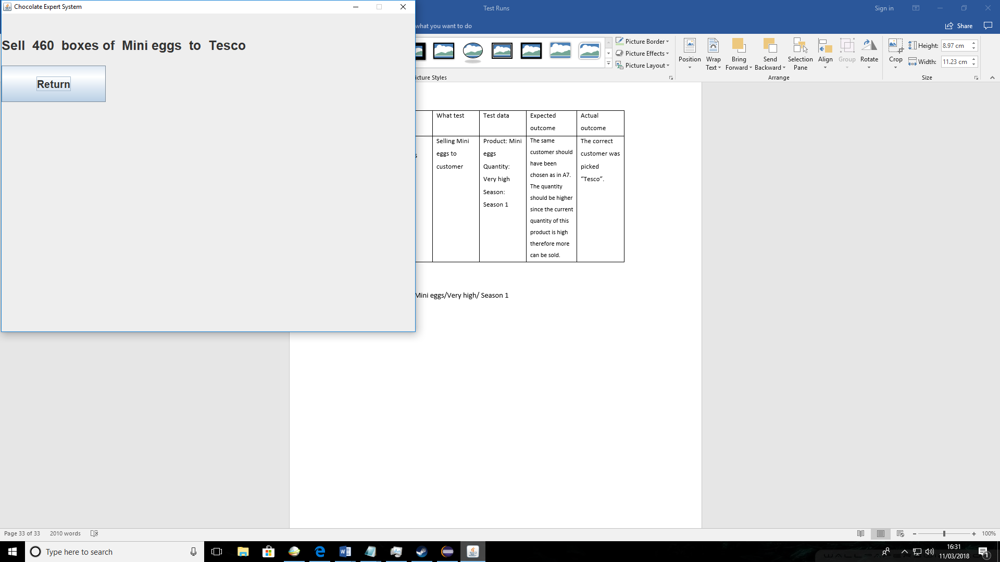 Chocolate Expert System
Sell 460 boxes of Mini eggs to Tesco
Return
Test Runs
Sign in
what you want to do
Share
Picture Border
Picture Effects
Picture Layout
icture Styles
Position
Wrap Text
Bring Forward
Send Backward
Selection Pane
Align
Group
Rotate
Arrange
Crop
Height: 8.97 cm
Width: 11.23 cm
Size
s
What test
Test data
Expected
outcome
Actual
outcome
Selling Mini
eggs to
customer
Product: Mini
eggs
Quantity:
Very high
Season:
Season 1
The same
customer should
have been
chosen as in A7.
The quantity
should be higher
since the current
quantity of this
product is high
therefore more
can be sold.
The correct
customer was
picked
“Tesco”.
Mini eggs/Very high/ Season 1
Page 33 of 33 2010 words
100%
Type here to search
16:31
11/03/2018
1